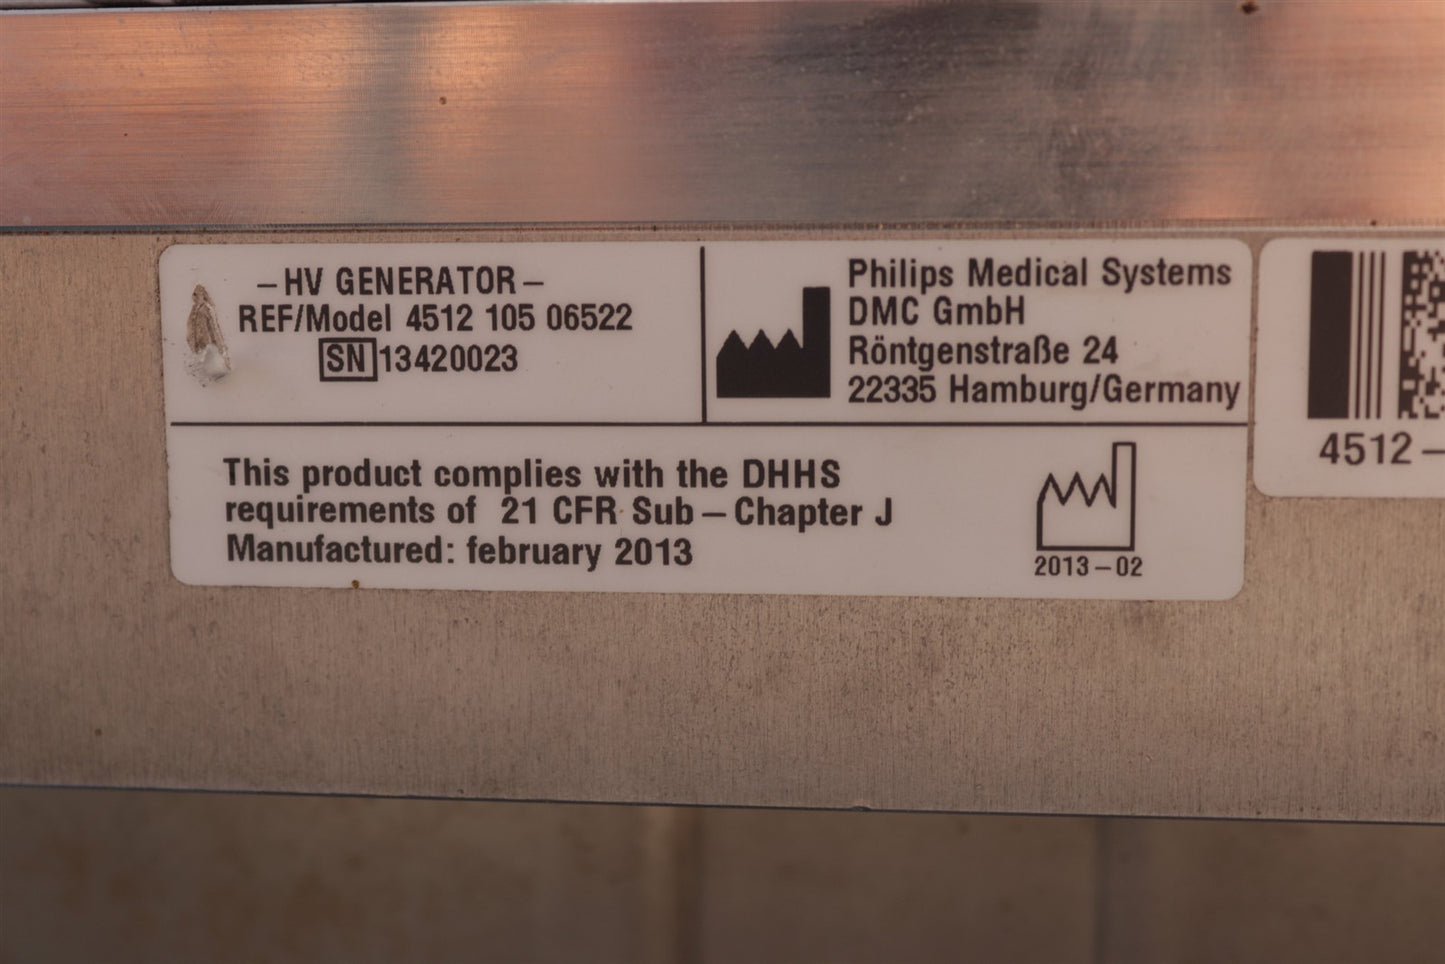 –HV GENERATOR–
REF/Model 4512 105 06522
SN 13420023
Philips Medical Systems
DMC GmbH
Röntgenstraße 24
22335 Hamburg/Germany
This product complies with the DHHS
requirements of 21 CFR Sub–Chapter J
Manufactured: february 2013
2013–02
4512–